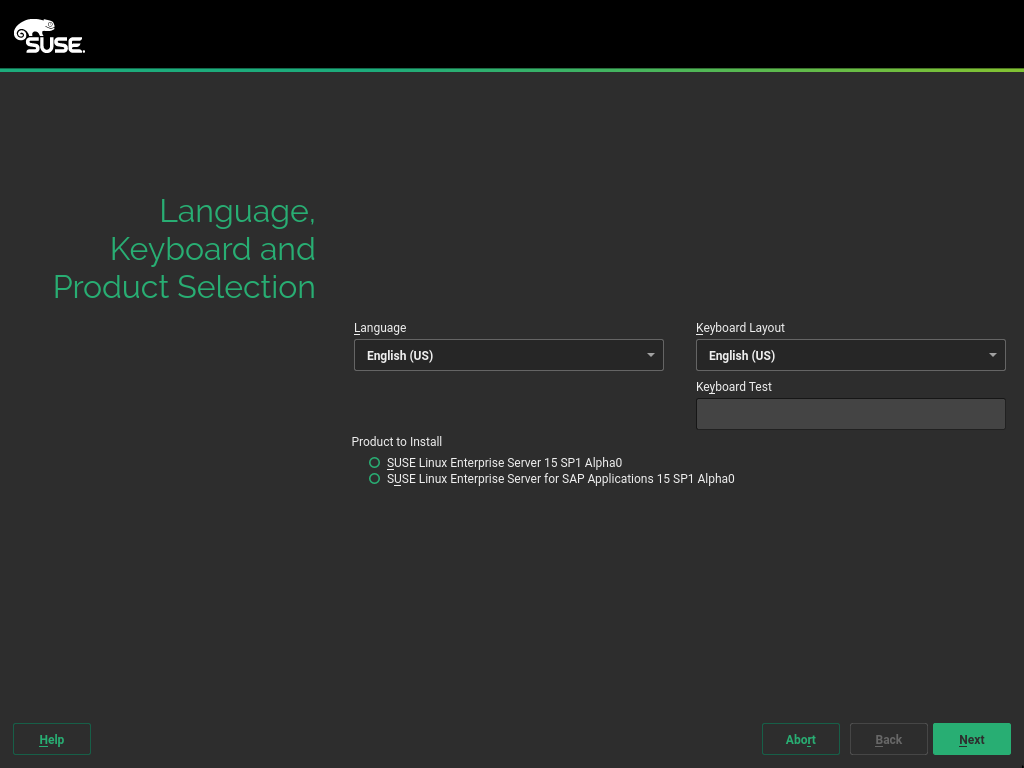 SUSE.
Language,
Keyboard and
Product Selection
Language
Keyboard Layout
English (US)
English (US)
Keyboard Test
Product to Install
SUSE Linux Enterprise Server 15 SP1 Alpha0
SUSE Linux Enterprise Server for SAP Applications 15 SP1 Alpha0
Help
Abort
Back
Next